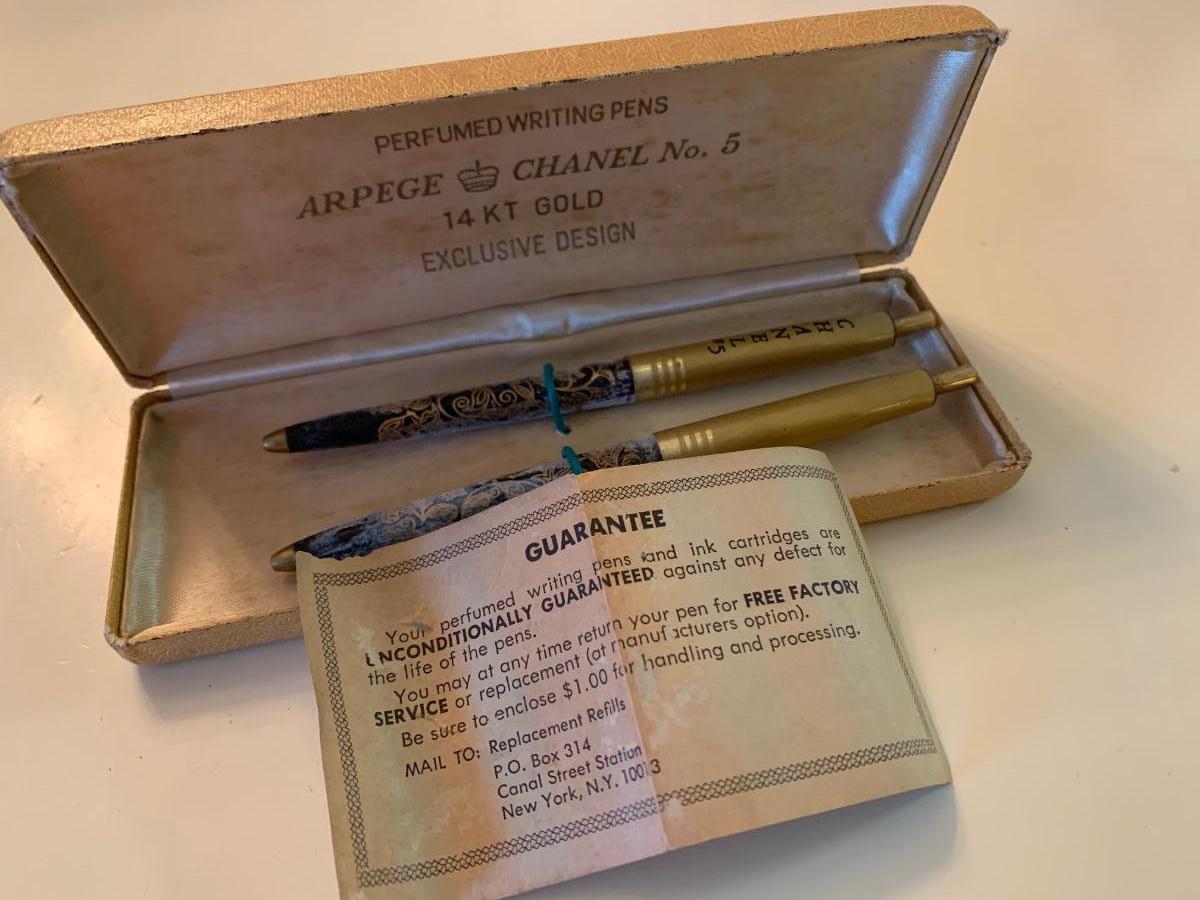 PERFUMED WRITING PENS
ARPEGE CHANEL No. 5
14 KT GOLD
EXCLUSIVE DESIGN
CHANEL #5
GUARANTEE
Your perfumed writing pens and ink cartridges are
UNCONDITIONALLY GUARANTEED against any defect for
the life of the pens.
You may at any time return your pen for FREE FACTORY
SERVICE or replacement (at manufacturers option).
Be sure to enclose $1.00 for handling and processing.
MAIL TO: Replacement Refills
P.O. Box 314
Canal Street Station
New York, N.Y. 10013